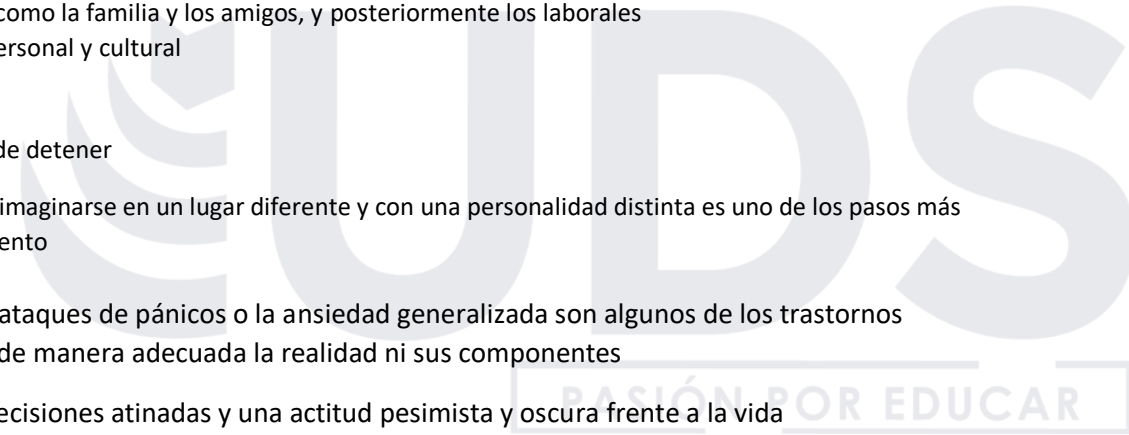 como la familia y los amigos, y posteriormente los laborales
ersonal y cultural
de detener
imaginarse en un lugar diferente y con una personalidad distinta es uno de los pasos más
ento
ataques de pánicos o la ansiedad generalizada son algunos de los trastornos
de manera adecuada la realidad ni sus componentes
ecisiones atinadas y una actitud pesimista y oscura frente a la vida
UDS
PASIÓN POR EDUCAR